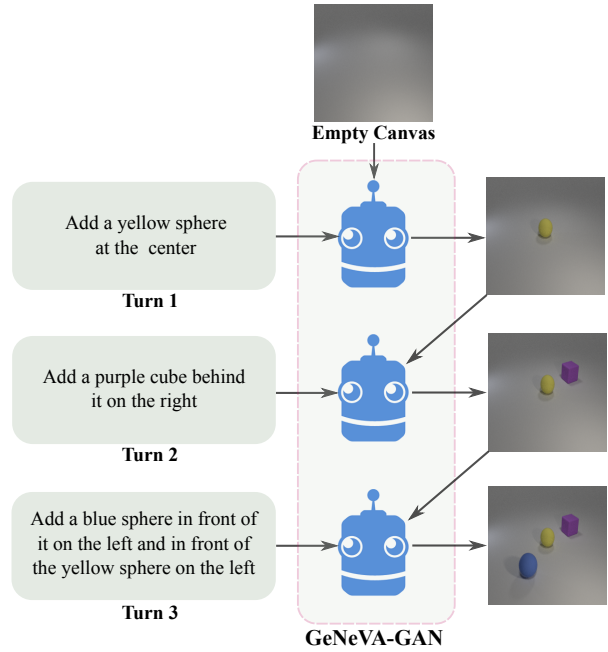 Empty Canvas
Add a yellow sphere
at the center
Turn 1
Add a purple cube behind
it on the right
Turn 2
Add a blue sphere in front of
it on the left and in front of
the yellow sphere on the left
Turn 3
GeNeVA-GAN